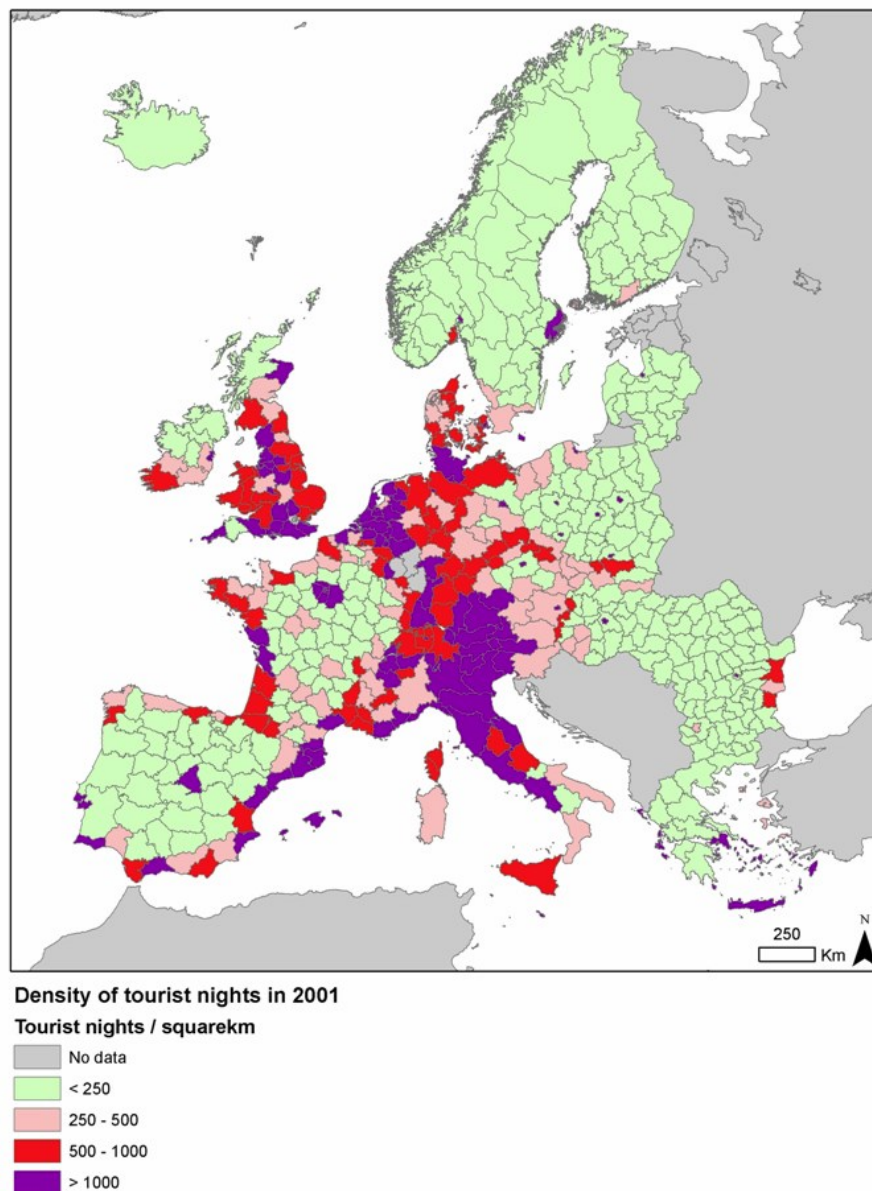 N
250
Km
Density of tourist nights in 2001
Tourist nights / squarekm
No data
< 250
250 - 500
500 - 1000
> 1000